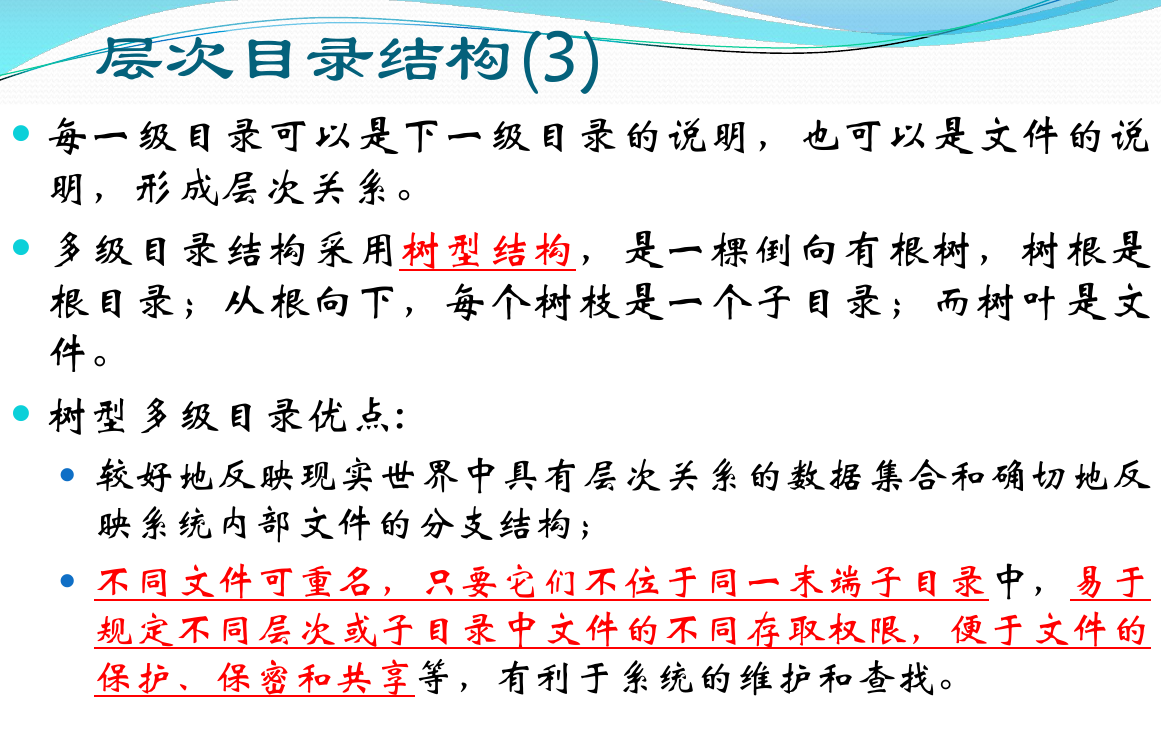 层次目录结构(3)
每一级目录可以是下一级目录的说明，也可以是文件的说
明，形成层次关系。
多级目录结构采用树型结构，是一棵倒向有根树，树根是
根目录；从根向下，每个树枝是一个子目录；而树叶是文
件。
树型多级目录优点:
较好地反映现实世界中具有层次关系的数据集合和确切地反
映系统内部文件的分支结构；
不同文件可重名，只要它们不位于同一末端子目录中，易于
规定不同层次或子目录中文件的不同存取权限，便于文件的
保护、保密和共享等，有利于系统的维护和查找。